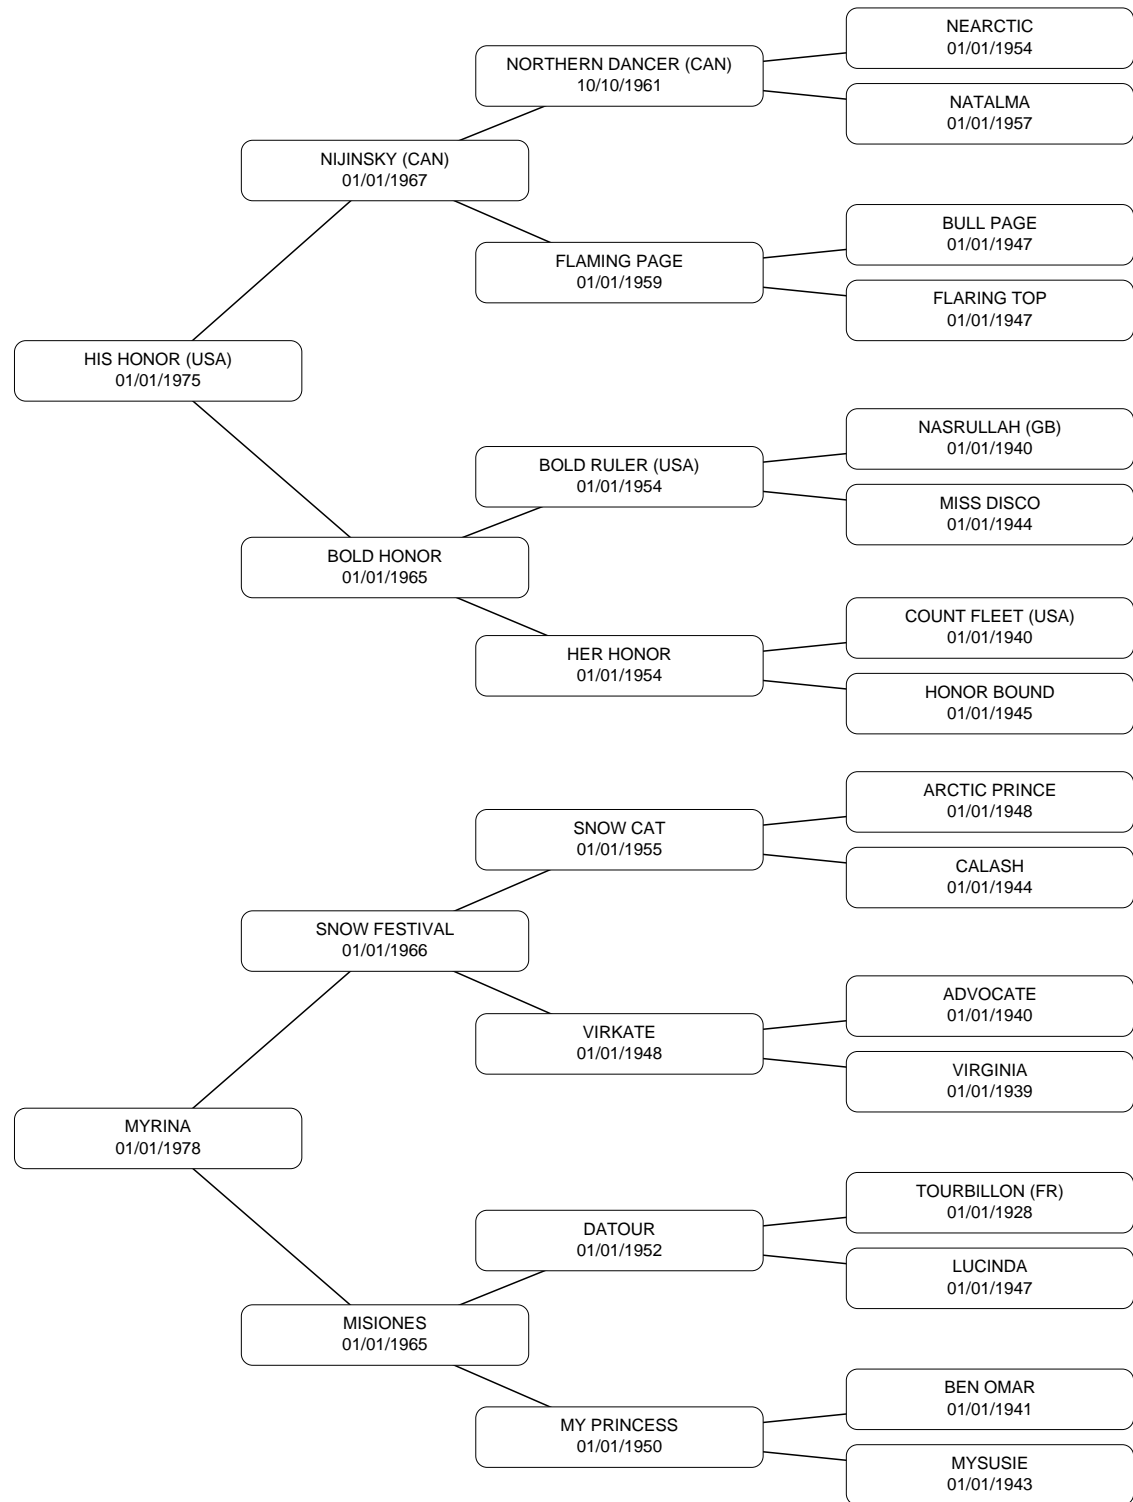 NEARCTIC
01/01/1954
NORTHERN DANCER (CAN)
10/10/1961
NATALMA
01/01/1957
NIJINSKY (CAN)
01/01/1967
BULL PAGE
01/01/1947
FLAMING PAGE
01/01/1959
FLARING TOP
01/01/1947
HIS HONOR (USA)
01/01/1975
NASRULLAH (GB)
01/01/1940
BOLD RULER (USA)
01/01/1954
MISS DISCO
01/01/1944
BOLD HONOR
01/01/1965
COUNT FLEET (USA)
01/01/1940
HER HONOR
01/01/1954
HONOR BOUND
01/01/1945
ARCTIC PRINCE
01/01/1948
SNOW CAT
01/01/1955
CALASH
01/01/1944
SNOW FESTIVAL
01/01/1966
ADVOCATE
01/01/1940
VIRKATE
01/01/1948
VIRGINIA
01/01/1939
MYRINA
01/01/1978
TOURBILLON (FR)
01/01/1928
DATOUR
01/01/1952
LUCINDA
01/01/1947
MISIONES
01/01/1965
BEN OMAR
01/01/1941
MY PRINCESS
01/01/1950
MYSUSIE
01/01/1943